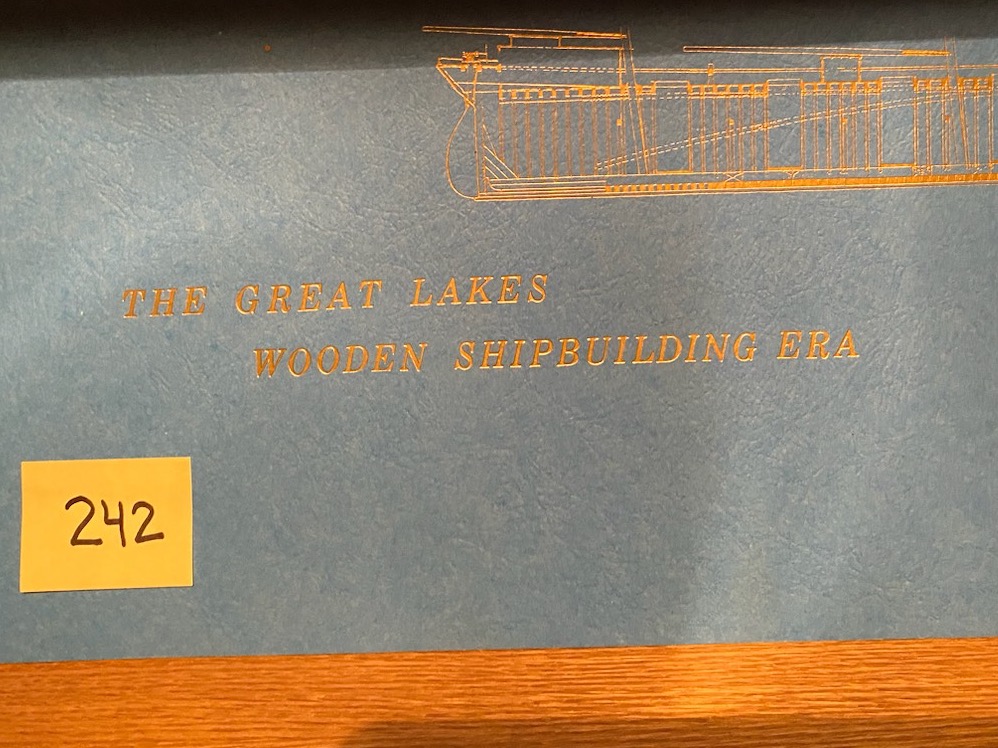 THE GREAT LAKES
WOODEN SHIPBUILDING ERA
242